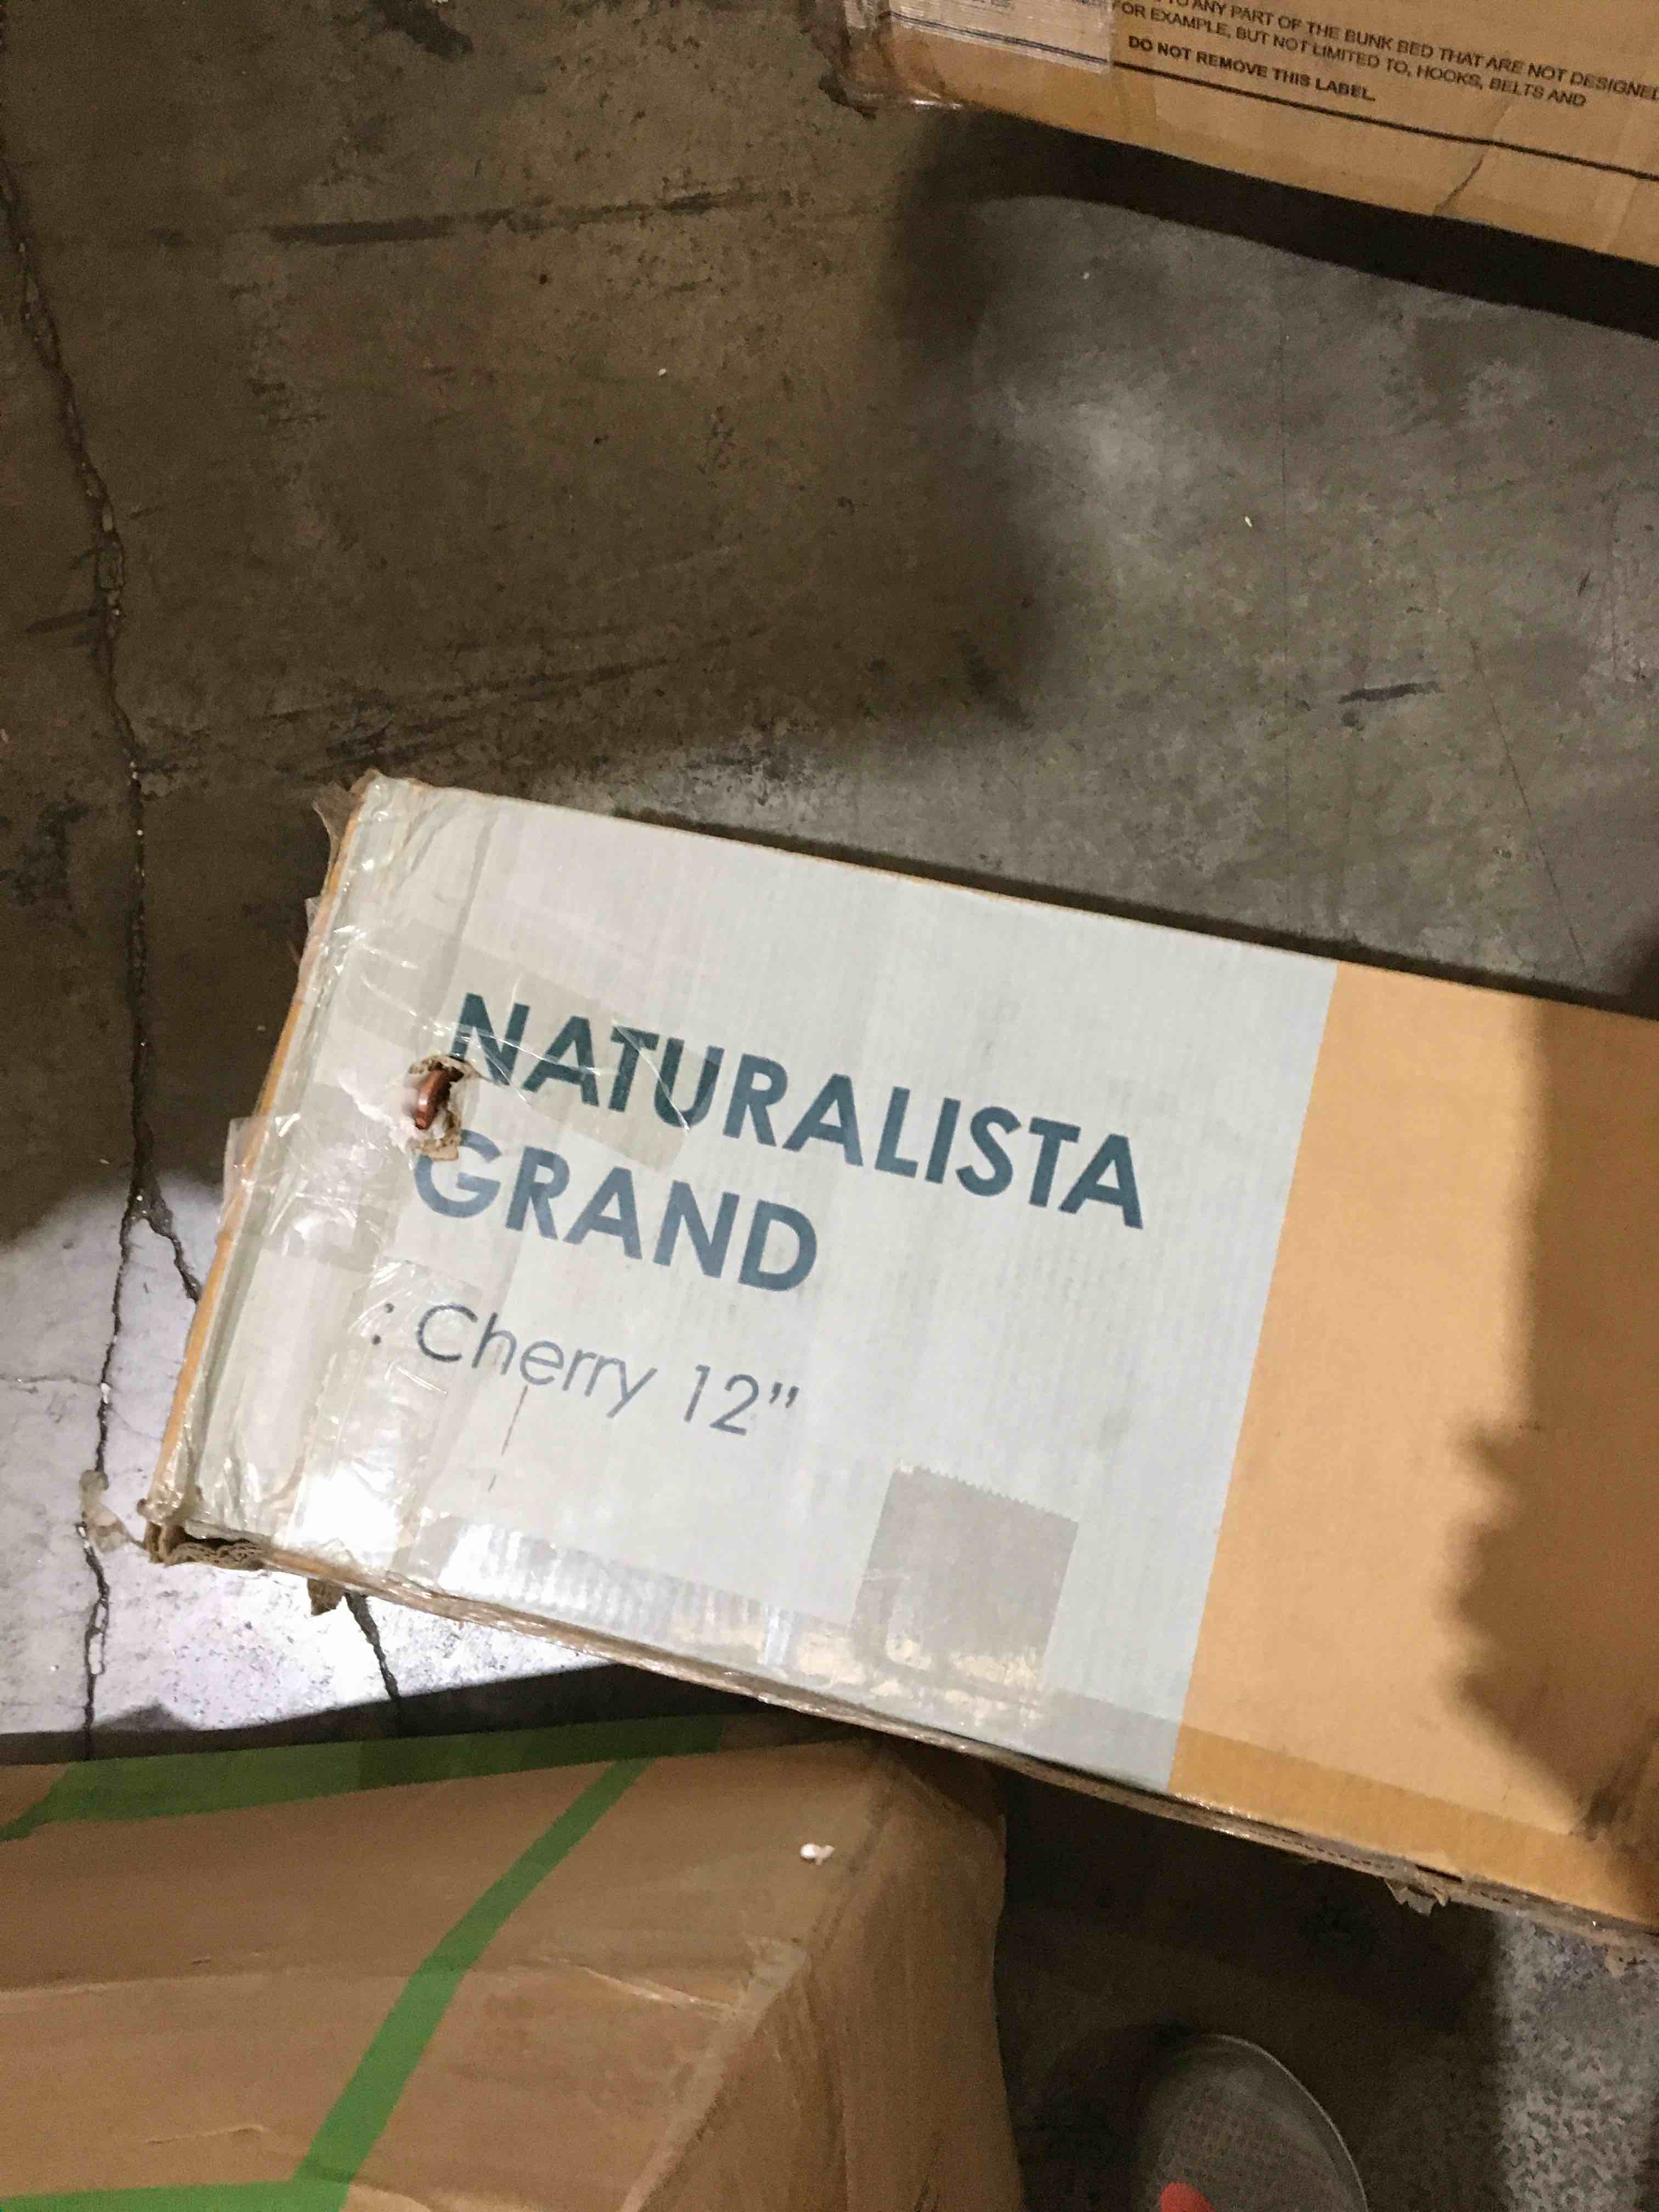 TO ANY PART OF THE BUNK BED THAT ARE NOT DESIGNED
FOR EXAMPLE, BUT NOT LIMITED TO, HOOKS, BELTS AND
DO NOT REMOVE THIS LABEL.
NATURALISTA
GRAND
: Cherry 12”